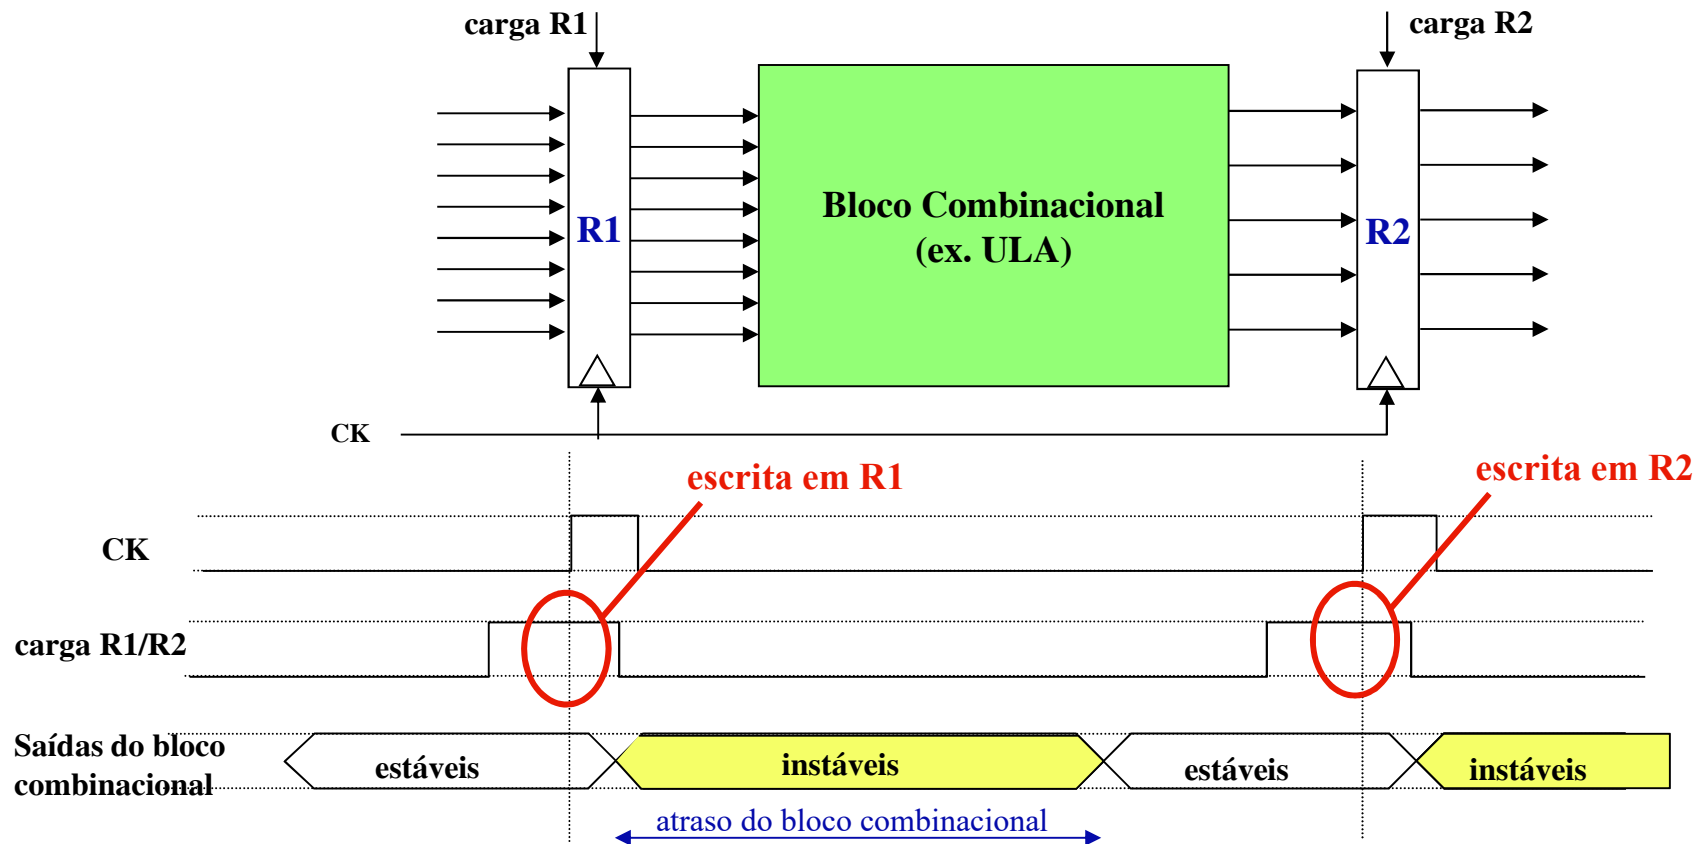 carga R1
carga R2
Bloco Combinacional
(ex. ULA)
R1
R2
CK
escrita em R1
escrita em R2
CK
carga R1/R2
Saídas do bloco
combinacional
estáveis
instáveis
estáveis
instáveis
atraso do bloco combinacional